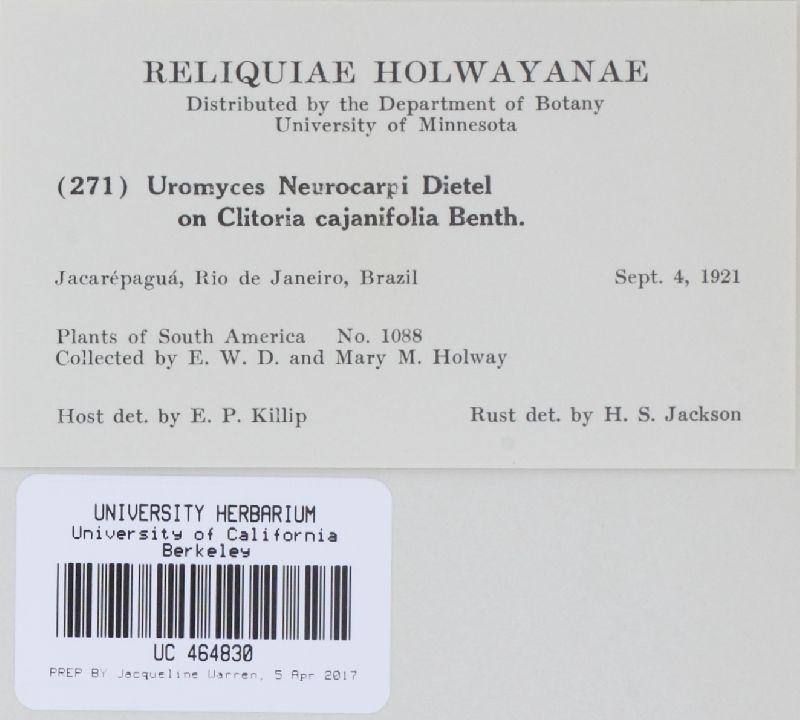 RELIQUIAE HOLWAYANAE
Distributed by the Department of Botany
University of Minnesota
(271) Uromyces Neurocarpi Dietel
on Clitoria cajanifolia Benth.
Jacarépaguá, Rio de Janeiro, Brazil Sept. 4, 1921
Plants of South America No. 1088
Collected by E. W. D. and Mary M. Holway
Host det. by E. P. Killip Rust det. by H. S. Jackson
UNIVERSITY HERBARIUM
University of California
Berkeley
UC 464830
PREP BY Jacqueline Warren, 5 Apr 2017